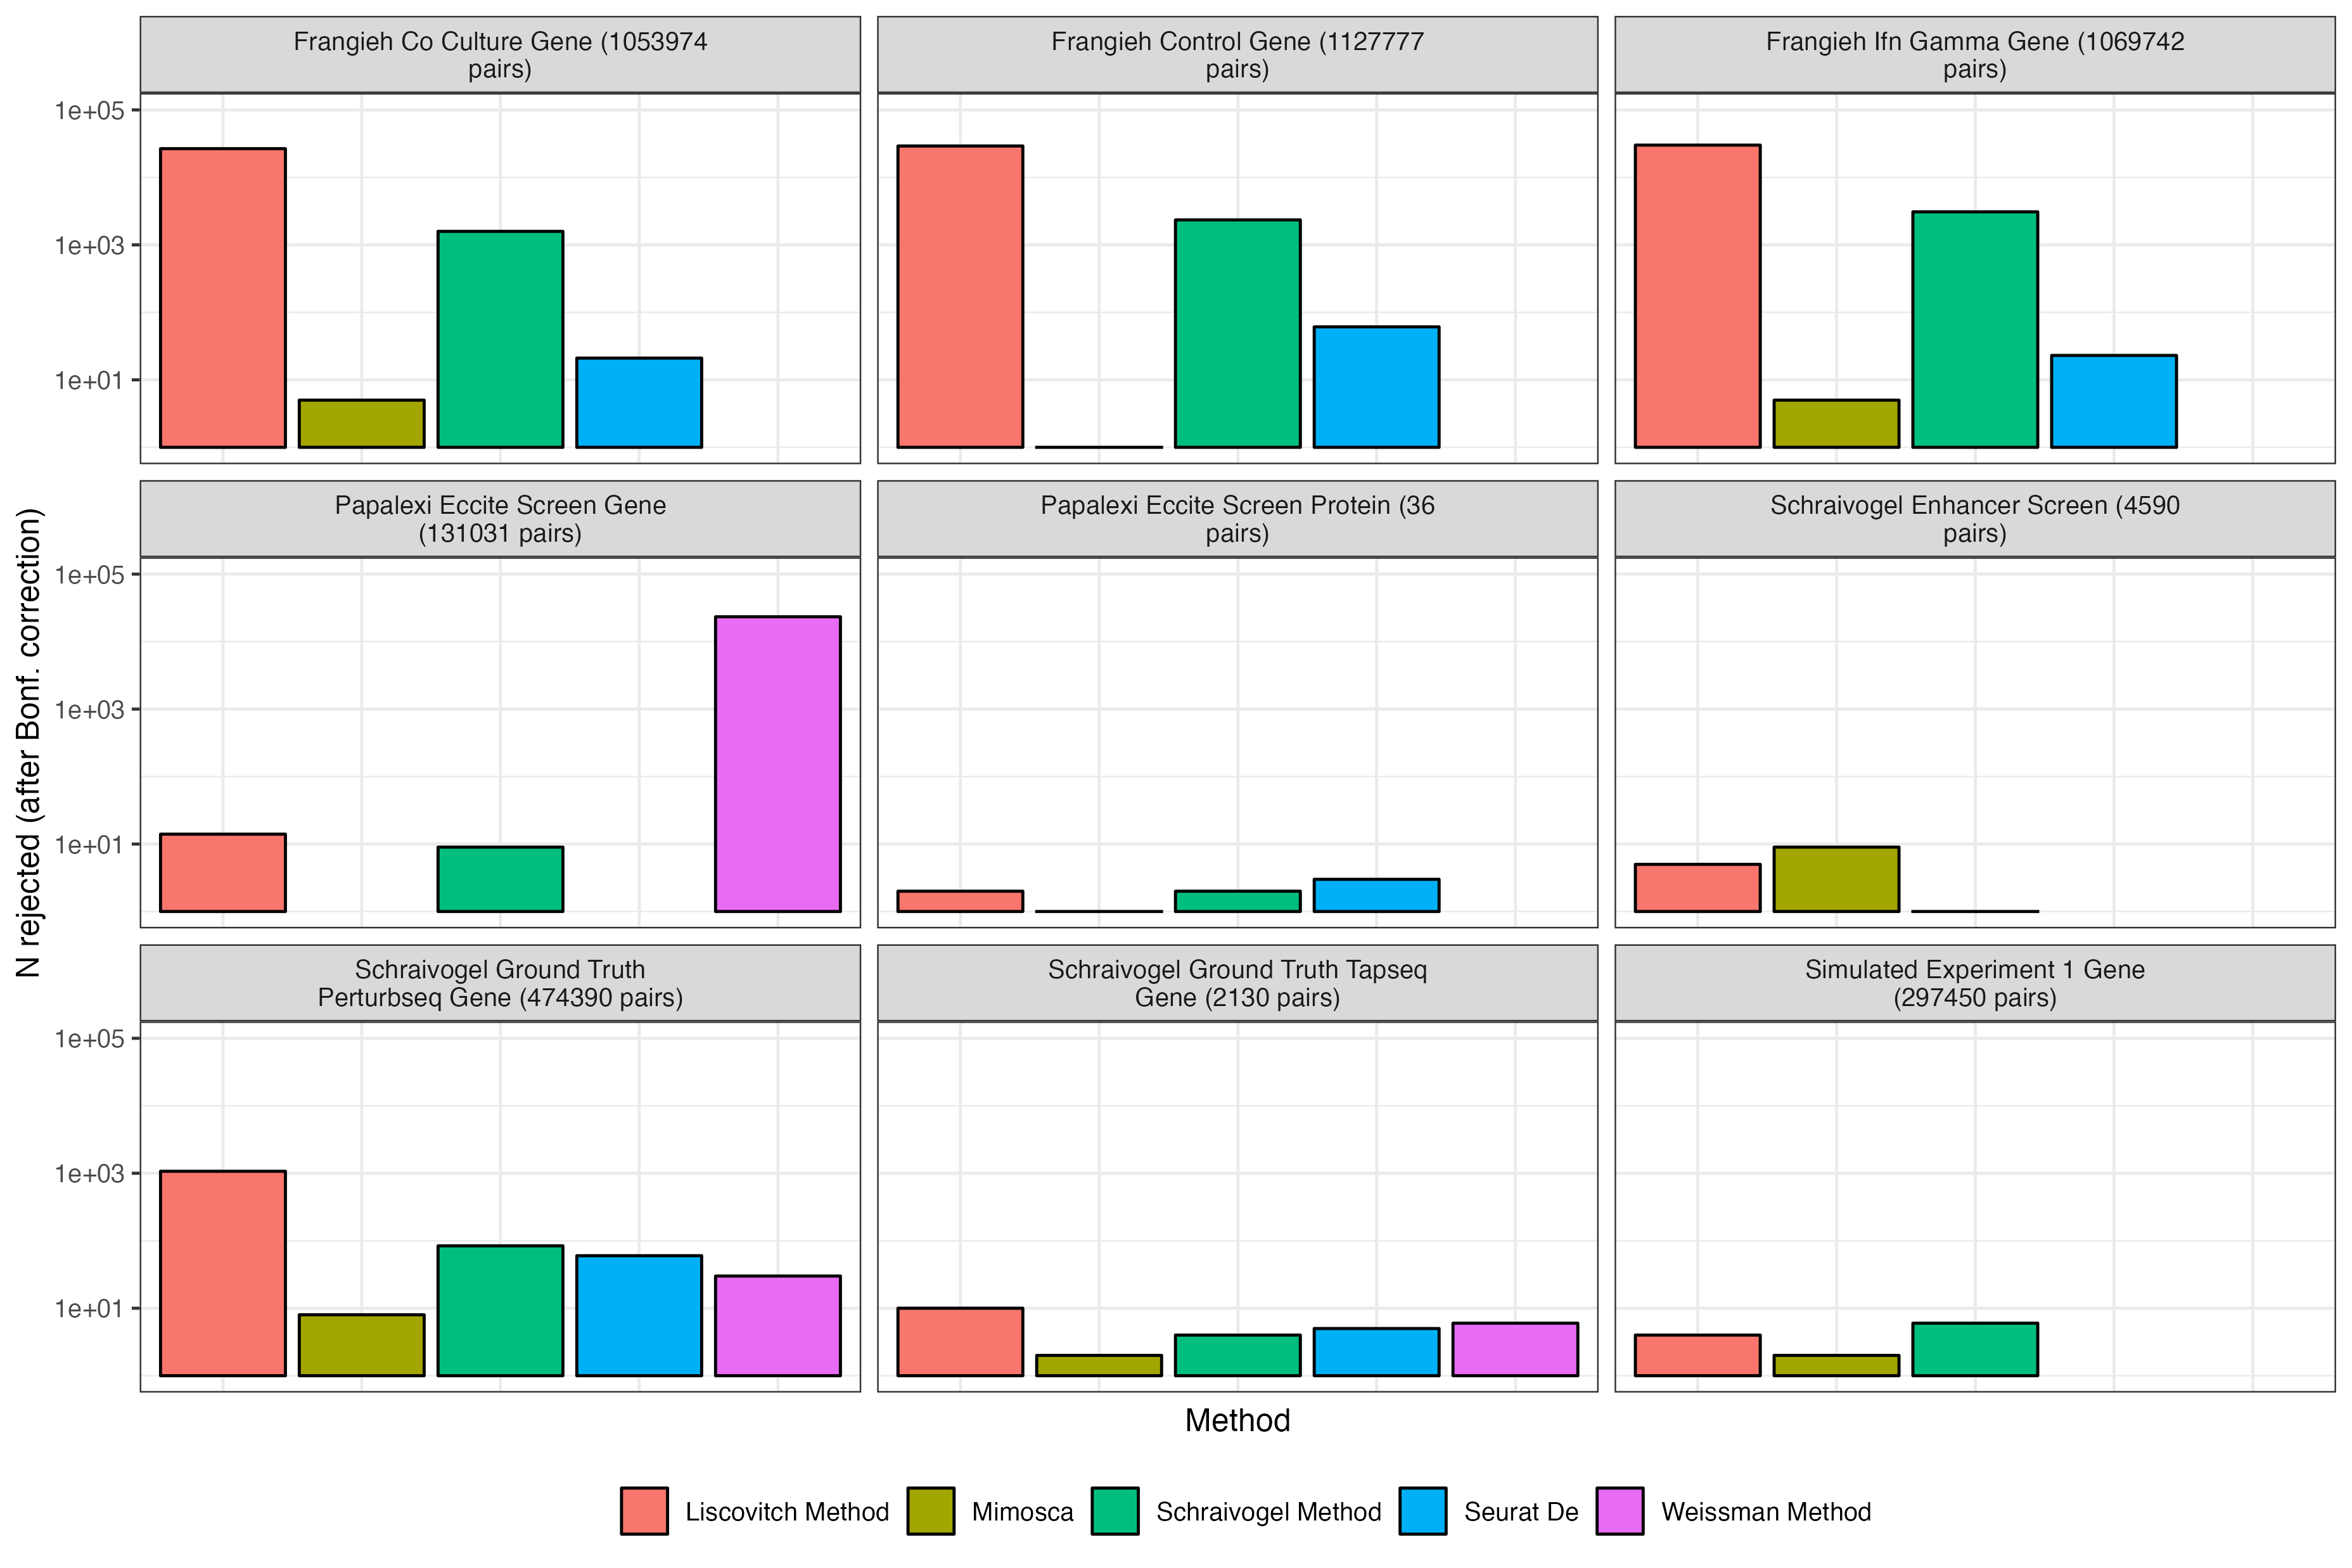 Frangieh Co Culture Gene (1053974
pairs)
Frangieh Control Gene (1127777
pairs)
Frangieh Ifn Gamma Gene (1069742
pairs)
1e+05
1e+03
1e+01
Papalexi Eccite Screen Gene
(131031 pairs)
Papalexi Eccite Screen Protein (36
pairs)
Schraivogel Enhancer Screen (4590
pairs)
1e+05
1e+03
1e+01
N rejected (after Bonf. correction)
Schraivogel Ground Truth
Perturbseq Gene (474390 pairs)
Schraivogel Ground Truth Tapseq
Gene (2130 pairs)
Simulated Experiment 1 Gene
(297450 pairs)
1e+05
1e+03
1e+01
Method
Liscovitch Method
Mimosca
Schraivogel Method
Seurat De
Weissman Method